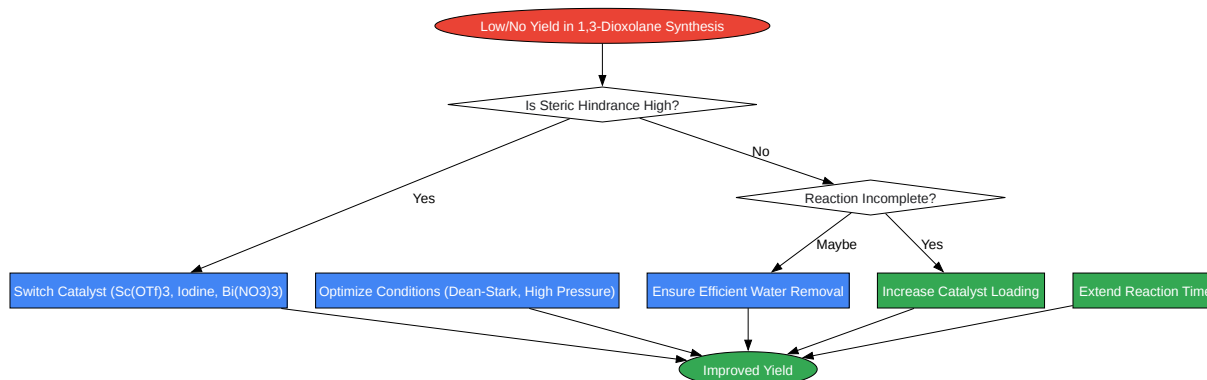 Low/No Yield in 1,3-Dioxolane Synthesis
Is Steric Hindrance High?
No
Yes
Reaction Incomplete?
Maybe
Yes
Switch Catalyst (Sc(OTf)3, Iodine, Bi(NO3)3)
Optimize Conditions (Dean-Stark, High Pressure)
Ensure Efficient Water Removal
Increase Catalyst Loading
Extend Reaction Time
Improved Yield